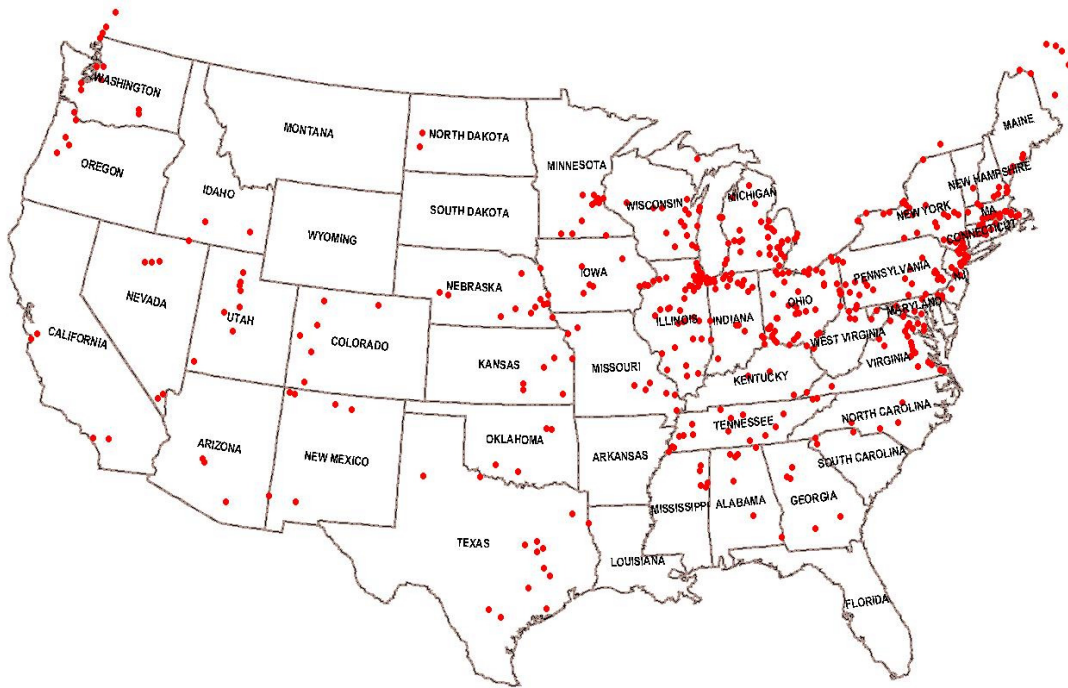 WASHINGTON
MONTANA
NORTH DAKOTA
MINNESOTA
MAINE
OREGON
IDAHO
SOUTH DAKOTA
WISCONSIN
MICHIGAN
NEW YORK
NEW HAMPSHIRE
MA
CONNECTICUT
WYOMING
NEBRASKA
IOWA
PENNSYLVANIA
NJ
NEVADA
UTAH
COLORADO
ILLINOIS
INDIANA
OHIO
MARYLAND
CALIFORNIA
KANSAS
MISSOURI
WEST VIRGINIA
VIRGINIA
KENTUCKY
ARIZONA
NEW MEXICO
OKLAHOMA
ARKANSAS
TENNESSEE
NORTH CAROLINA
SOUTH CAROLINA
TEXAS
LOUISIANA
MISSISSIPPI
ALABAMA
GEORGIA
FLORIDA